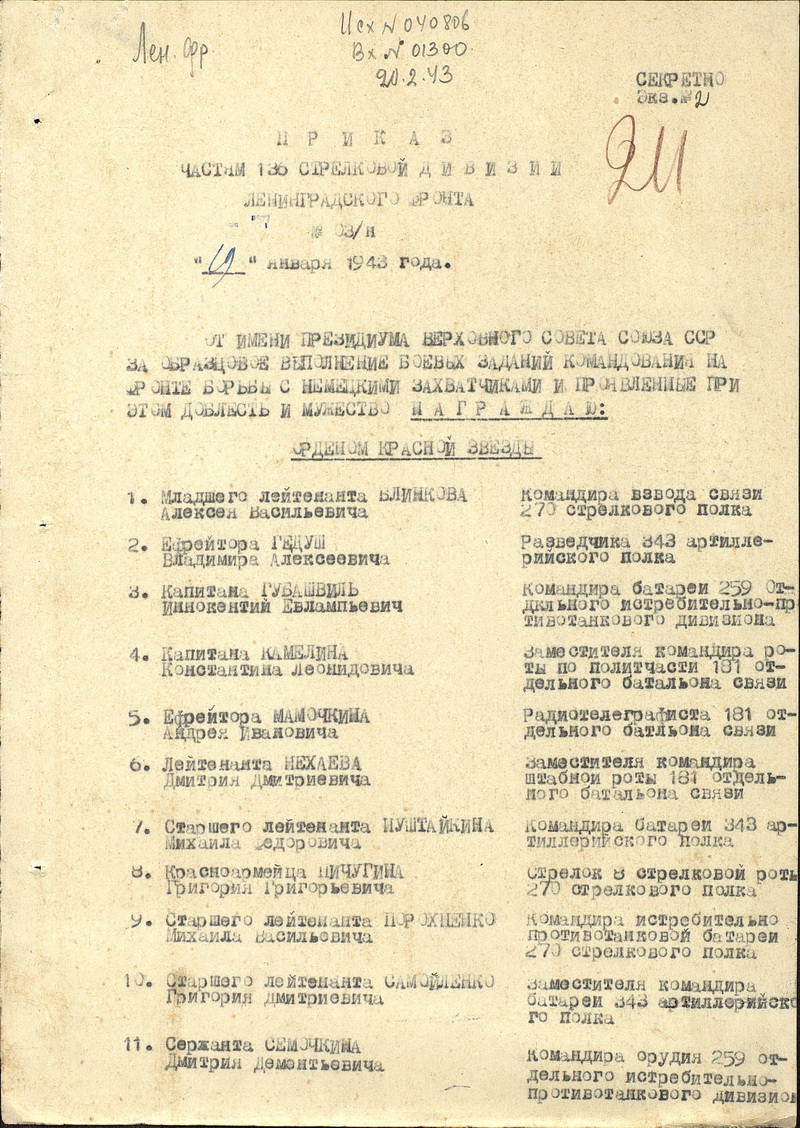 Лен. фр.
Исх № 040806
Вх № 01300
20.2.43
СЕКРЕТНО
Экз.№2
П Р И К А З
ЧАСТЯМ 136 СТРЕЛКОВОЙ Д И В И З И И
ЛЕНИНГРАДСКОГО ФРОНТА
№ 03/н
"19" января 1943 года.
ОТ ИМЕНИ ПРЕЗИДИУМА ВЕРХОВНОГО СОВЕТА СОЮЗА ССР
ЗА ОБРАЗЦОВОЕ ВЫПОЛНЕНИЕ БОЕВЫХ ЗАДАНИЙ КОМАНДОВАНИЯ НА
ФРОНТЕ БОРЬБЫ С НЕМЕЦКИМИ ЗАХВАТЧИКАМИ И ПРОЯВЛЕННЫЕ ПРИ
ЭТОМ ДОБЛЕСТЬ И МУЖЕСТВО Н А Г Р А Ж Д А Ю:
ОРДЕНОМ КРАСНОЙ ЗВЕЗДЫ
1. Младшего лейтенанта БЛИНКОВА
Алексея Васильевича
Командира взвода связи
270 стрелкового полка
2. Ефрейтора ГЕДУШ
Владимира Алексеевича
Разведчика 343 артилле-
рийского полка
3. Капитана ГУБАШВИЛЬ
Иннокентий Евлампьевич
Командира батареи 259 От-
дельного истребительно-пр
тивотанкового дивизиона
4. Капитана КАМЕЛИНА
Константина Леонидовича
Заместителя командира ро-
ты по политчасти 181 от-
дельного батальона связи
5. Ефрейтора МАМОЧКИНА
Андрея Ивановича
Радиотелеграфиста 181 от-
дельного батльона связи
6. Лейтенанта НЕХАЕВА
Дмитрия Дмитриевича
Заместителя командира
штабной роты 181 отдель-
ного батальона связи
7. Старшего лейтенанта ПУШТАЙКИНА
Михаила Федоровича
Командира батареи 343 ар-
тиллерийского полка
8. Красноармейца ПИЧУГИНА
Григория Григорьевича
Стрелок 8 стрелковой роты
270 стрелкового полка
9. Старшего лейтенанта ПОРОХНЕНКО
Михаила Васильевича
Командира истребительно
противотанковой батареи
270 стрелкового полка
10. Старшего лейтенанта САМОЙЛЕНКО
Григория Дмитриевича
Заместителя командира
батареи 343 артиллерийско
го полка
11. Сержанта СЕМОЧКИНА
Дмитрия Дементьевича
Командира орудия 259 от-
дельного истребительно-
противотанкового дивизион